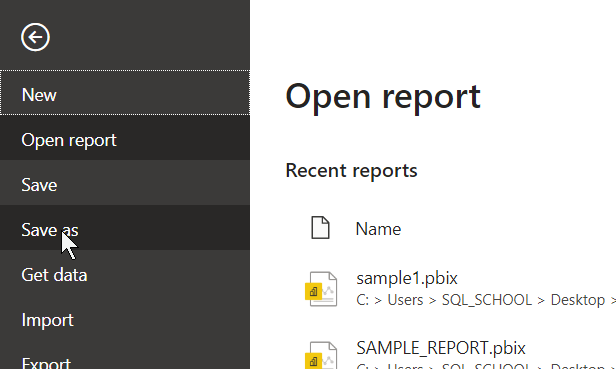 New
Open report
Save
Save as
Get data
Import
Export
Open report
Recent reports
Name
sample1.pbix
C: > Users > SQL_SCHOOL > Desktop >
SAMPLE_REPORT.pbix
C: > Users > SQL_SCHOOL > Desktop >